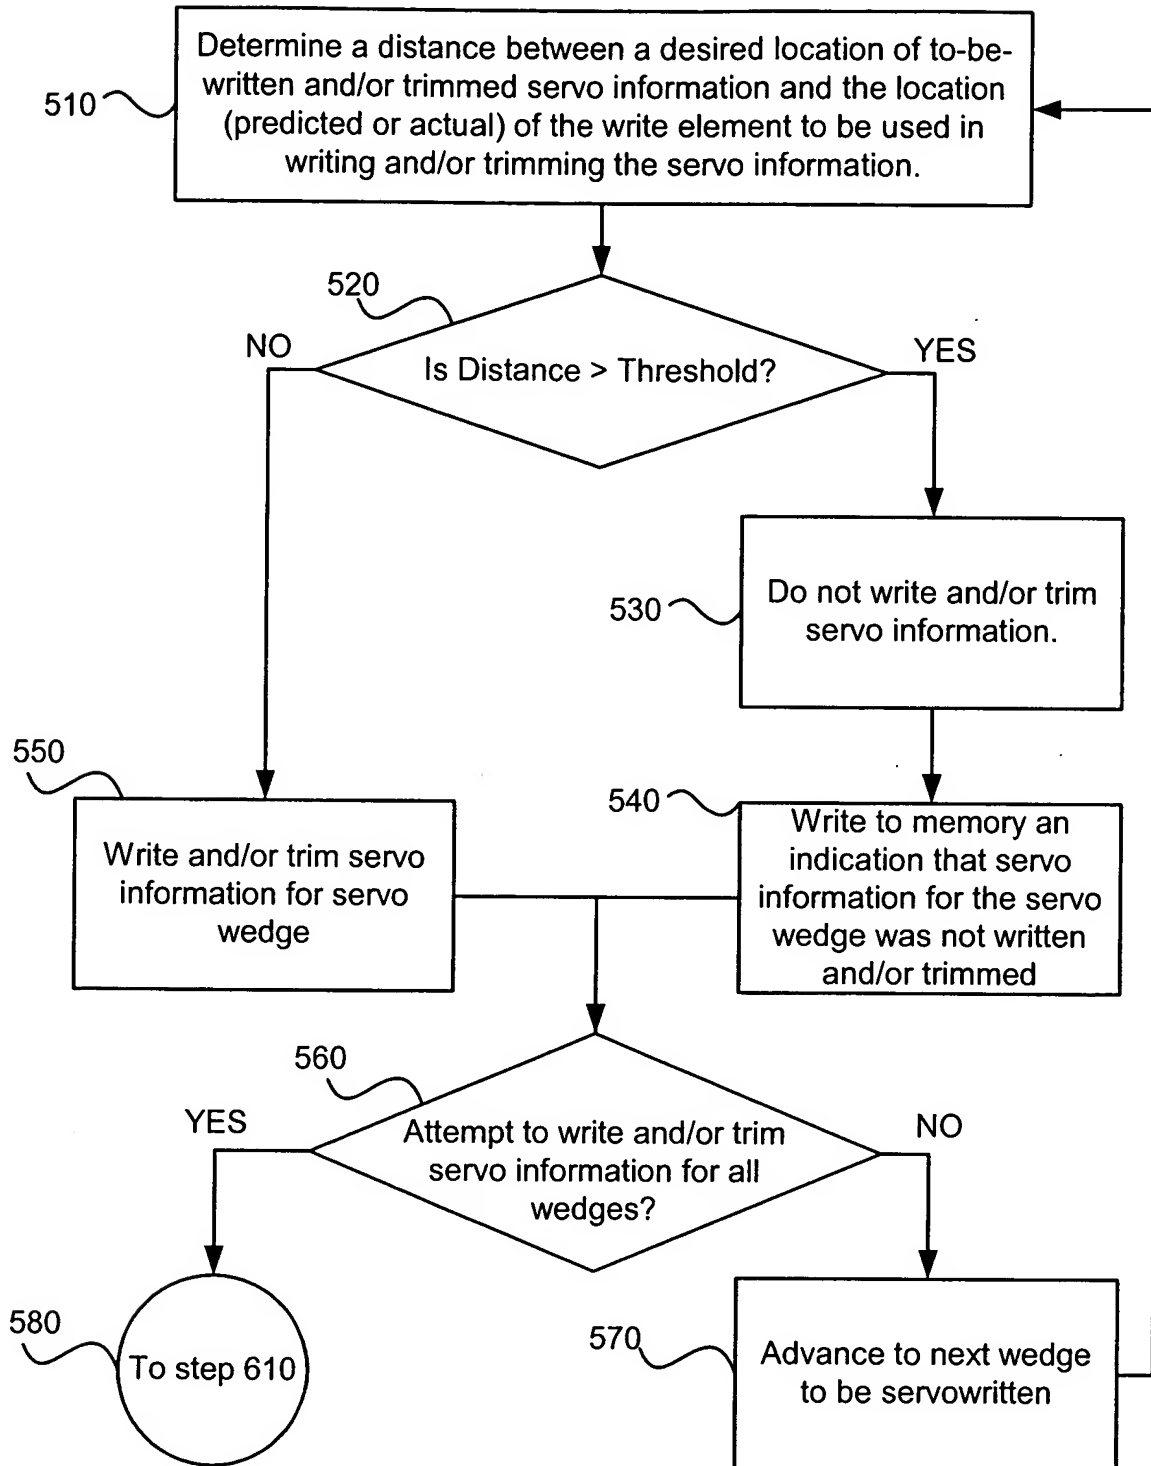 Determine a distance between a desired location of to-be-
written and/or trimmed servo information and the location
(predicted or actual) of the write element to be used in
writing and/or trimming the servo information.
510
520
NO
YES
Is Distance > Threshold?
530
Do not write and/or trim
servo information.
550
Write and/or trim servo
information for servo
wedge
540
Write to memory an
indication that servo
information for the servo
wedge was not written
and/or trimmed
560
YES
NO
Attempt to write and/or trim
servo information for all
wedges?
580
To step 610
570
Advance to next wedge
to be servowritten